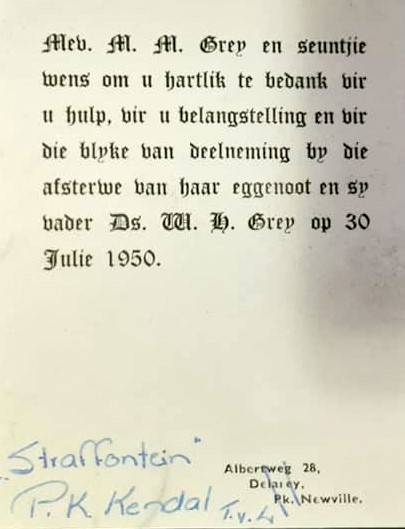 Mev. M. M. Grey en seuntjie
wens om u hartlik te bedank vir
u hulp, vir u belangstelling en vir
die blyke van deelneming by die
afsterwe van haar eggenoot en sy
vader Ds. W. H. Grey op 30
Julie 1950.
Albertweg 28,
Delarey,
Pk. Newville.
„Straffontein"
P.K. Kendal T.v.L